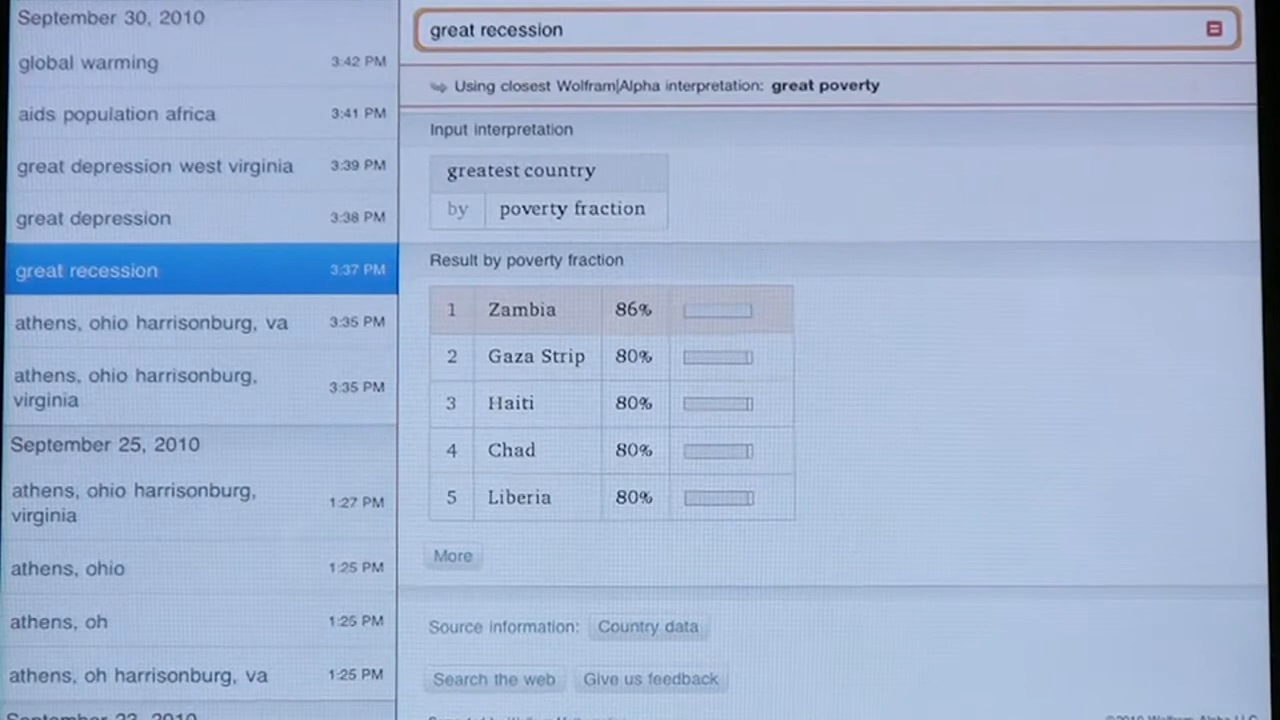 September 30, 2010
global warming 3:42 PM
aids population africa 3:41 PM
great depression west virginia 3:39 PM
great depression 3:38 PM
great recession 3:37 PM
athens, ohio harrisonburg, va 3:35 PM
athens, ohio harrisonburg,
virginia 3:35 PM
September 25, 2010
athens, ohio harrisonburg,
virginia 1:27 PM
athens, ohio 1:25 PM
athens, oh 1:25 PM
athens, oh harrisonburg, va 1:25 PM
great recession
Using closest Wolfram|Alpha interpretation: great poverty
Input interpretation
greatest country
by poverty fraction
Result by poverty fraction
1 Zambia 86%
2 Gaza Strip 80%
3 Haiti 80%
4 Chad 80%
5 Liberia 80%
More
Source information: Country data
Search the web Give us feedback